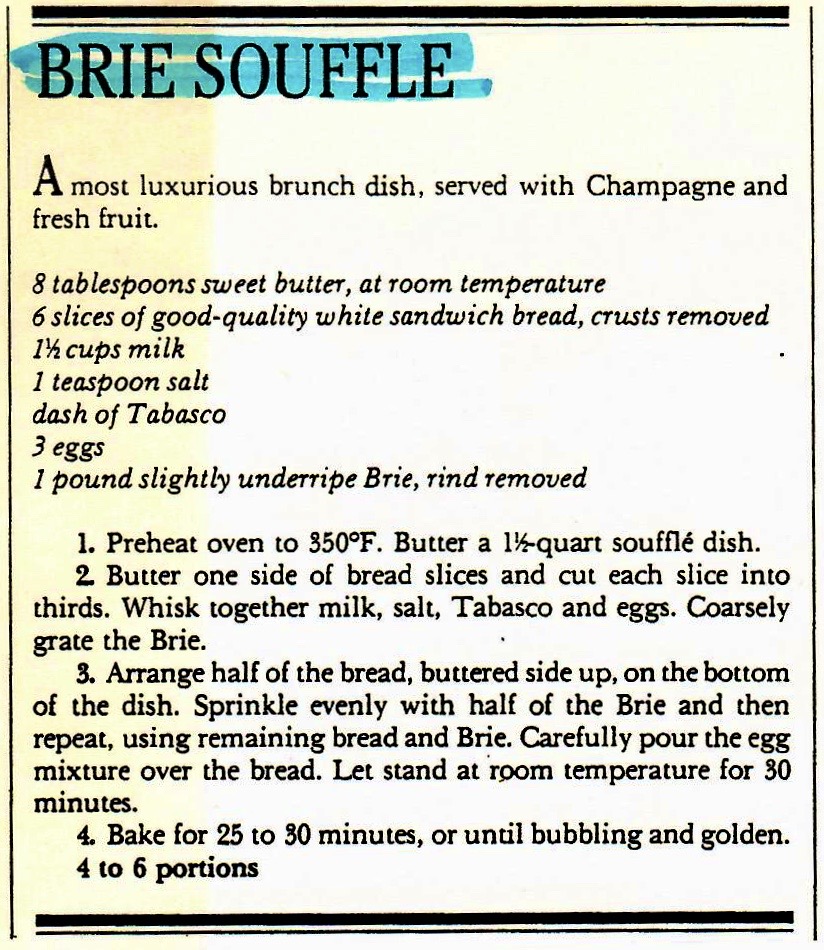 BRIE SOUFFLE
A most luxurious brunch dish, served with Champagne and
fresh fruit.
8 tablespoons sweet butter, at room temperature
6 slices of good-quality white sandwich bread, crusts removed
1½ cups milk
1 teaspoon salt
dash of Tabasco
3 eggs
1 pound slightly underripe Brie, rind removed
1. Preheat oven to 350°F. Butter a 1½-quart soufflé dish.
2. Butter one side of bread slices and cut each slice into
thirds. Whisk together milk, salt, Tabasco and eggs. Coarsely
grate the Brie.
3. Arrange half of the bread, buttered side up, on the bottom
of the dish. Sprinkle evenly with half of the Brie and then
repeat, using remaining bread and Brie. Carefully pour the egg
mixture over the bread. Let stand at room temperature for 30
minutes.
4. Bake for 25 to 30 minutes, or until bubbling and golden.
4 to 6 portions